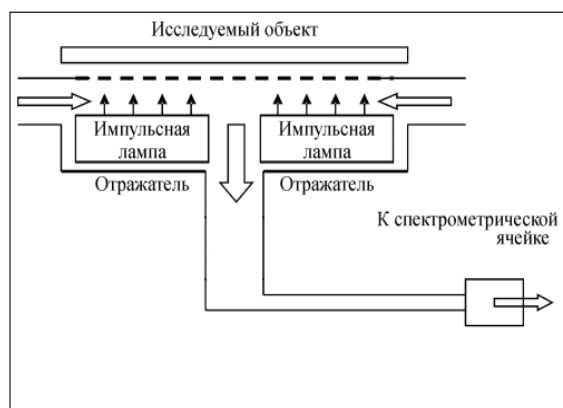 Исследуемый объект
Импульсная
лампа
Импульсная
лампа
Отражатель
Отражатель
К спектрометрической
ячейке